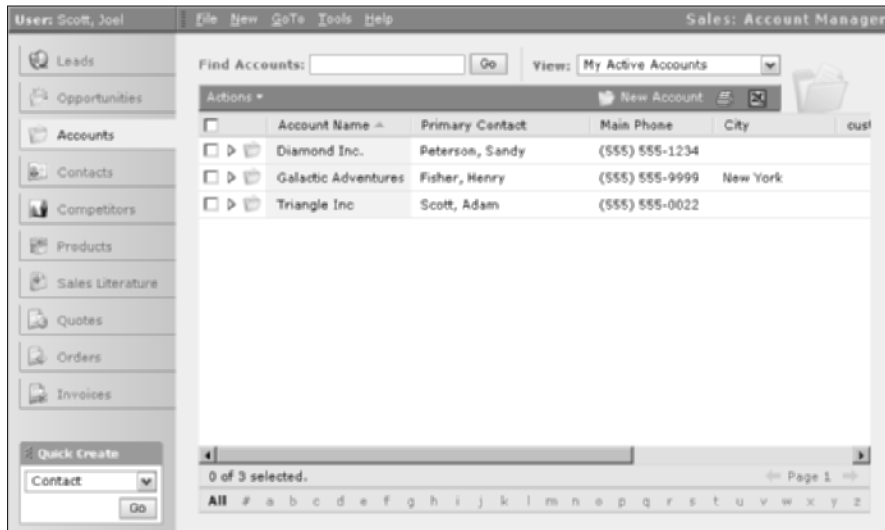 User: Scott, Joel
File New GoTo Tools Help
Sales: Account Manager
Leads
Opportunities
Accounts
Contacts
Competitors
Products
Sales Literature
Quotes
Orders
Invoices
Quick Create
Contact
Go
Find Accounts: Go View: My Active Accounts
Actions New Account
Account Name Primary Contact Main Phone City cust
Diamond Inc. Peterson, Sandy (555) 555-1234
Galactic Adventures Fisher, Henry (555) 555-9999 New York
Triangle Inc Scott, Adam (555) 555-0022
0 of 3 selected. Page 1
All # a b c d e f g h i j k l m n o p q r s t u v w x y z